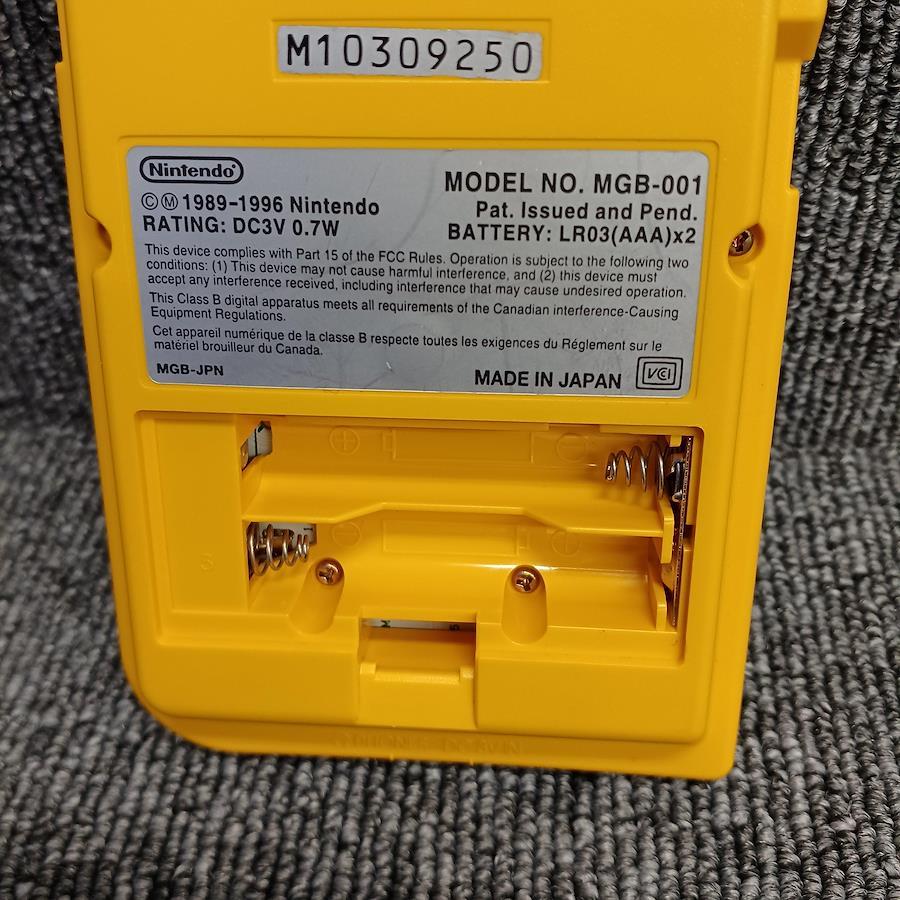 M10309250
Nintendo®
©Ⓜ 1989-1996 Nintendo
RATING: DC3V 0.7W
MODEL NO. MGB-001
Pat. Issued and Pend.
BATTERY: LR03(AAA)x2
This device complies with Part 15 of the FCC Rules. Operation is subject to the following two
conditions: (1) This device may not cause harmful interference, and (2) this device must
accept any interference received, including interference that may cause undesired operation.
This Class B digital apparatus meets all requirements of the Canadian interference-Causing
Equipment Regulations.
Cet appareil numérique de la classe B respecte toutes les exigences du Réglement sur le
matériel brouilleur du Canada.
MGB-JPN
MADE IN JAPAN
VCI
3